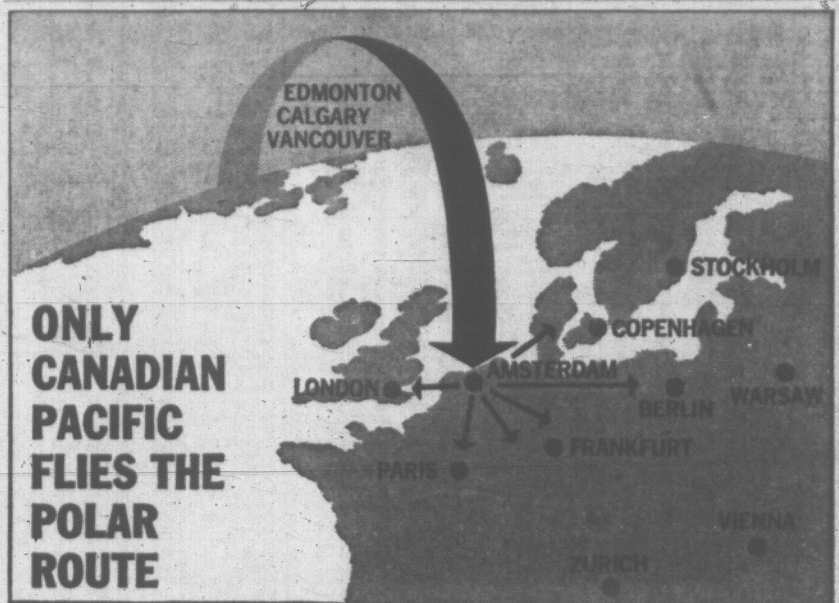 EDMONTON
CALGARY
VANCOUVER
STOCKHOLM
COPENHAGEN
AMSTERDAM
LONDON
WARSAW
BERLIN
FRANKFURT
PARIS
VIENNA
ZURICH
ONLY
CANADIAN
PACIFIC
FLIES THE
POLAR
ROUTE